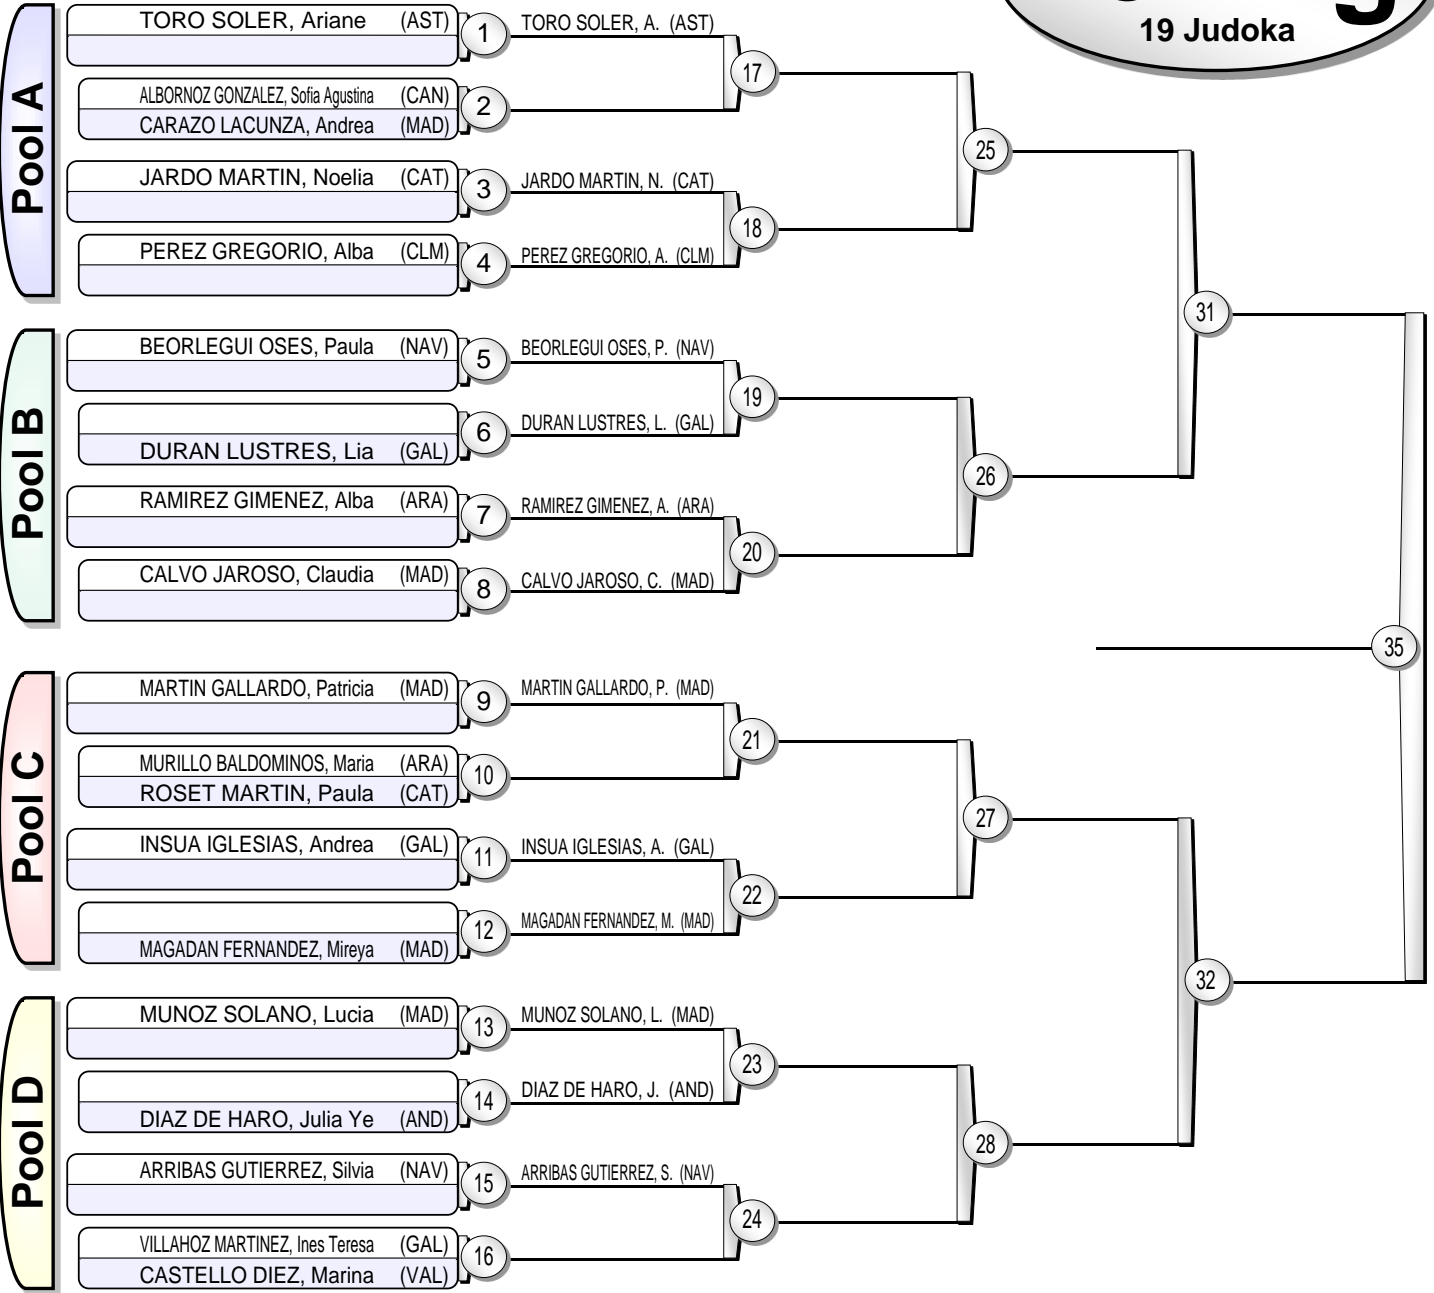 19 Judoka
Pool A
TORO SOLER, Ariane (AST) 1 TORO SOLER, A. (AST)
17
ALBORNOZ GONZALEZ, Sofia Agustina (CAN)
CARAZO LACUNZA, Andrea (MAD) 2
25
JARDO MARTIN, Noelia (CAT) 3 JARDO MARTIN, N. (CAT)
18
PEREZ GREGORIO, Alba (CLM) 4 PEREZ GREGORIO, A. (CLM)
31
Pool B
BEORLEGUI OSES, Paula (NAV) 5 BEORLEGUI OSES, P. (NAV)
19
6 DURAN LUSTRES, L. (GAL)
DURAN LUSTRES, Lia (GAL)
26
RAMIREZ GIMENEZ, Alba (ARA) 7 RAMIREZ GIMENEZ, A. (ARA)
20
CALVO JAROSO, Claudia (MAD) 8 CALVO JAROSO, C. (MAD)
35
Pool C
MARTIN GALLARDO, Patricia (MAD) 9 MARTIN GALLARDO, P. (MAD)
21
MURILLO BALDOMINOS, Maria (ARA)
ROSET MARTIN, Paula (CAT) 10
27
INSUA IGLESIAS, Andrea (GAL) 11 INSUA IGLESIAS, A. (GAL)
22
12 MAGADAN FERNANDEZ, M. (MAD)
MAGADAN FERNANDEZ, Mireya (MAD)
32
Pool D
MUNOZ SOLANO, Lucia (MAD) 13 MUNOZ SOLANO, L. (MAD)
23
14 DIAZ DE HARO, J. (AND)
DIAZ DE HARO, Julia Ye (AND)
28
ARRIBAS GUTIERREZ, Silvia (NAV) 15 ARRIBAS GUTIERREZ, S. (NAV)
24
VILLAHOZ MARTINEZ, Ines Teresa (GAL)
CASTELLO DIEZ, Marina (VAL) 16